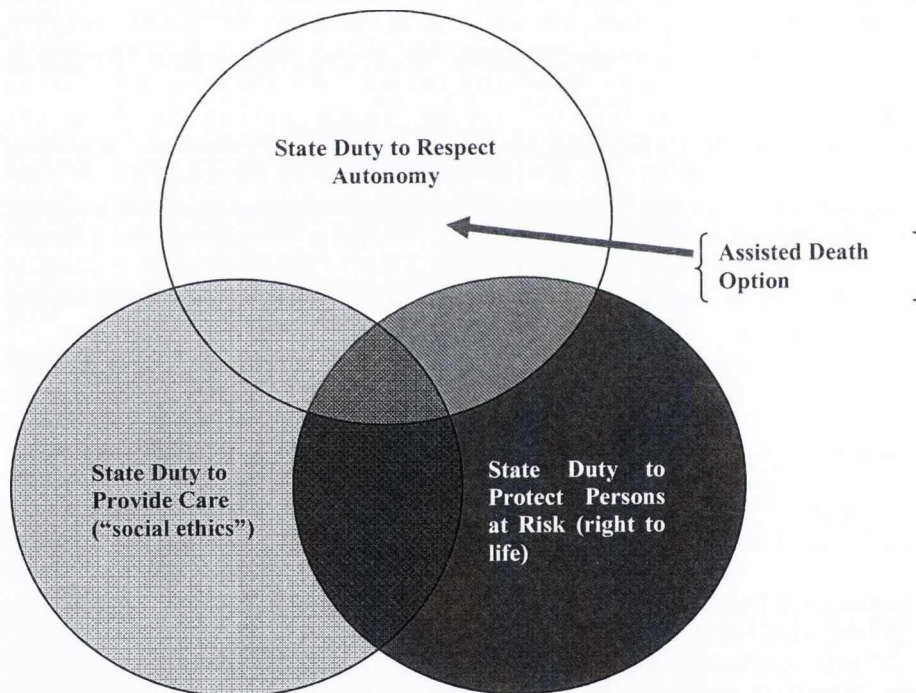 State Duty to Respect
Autonomy
Assisted Death
Option
State Duty to
Provide Care
(“social ethics”)
State Duty to
Protect Persons
at Risk (right to
life)